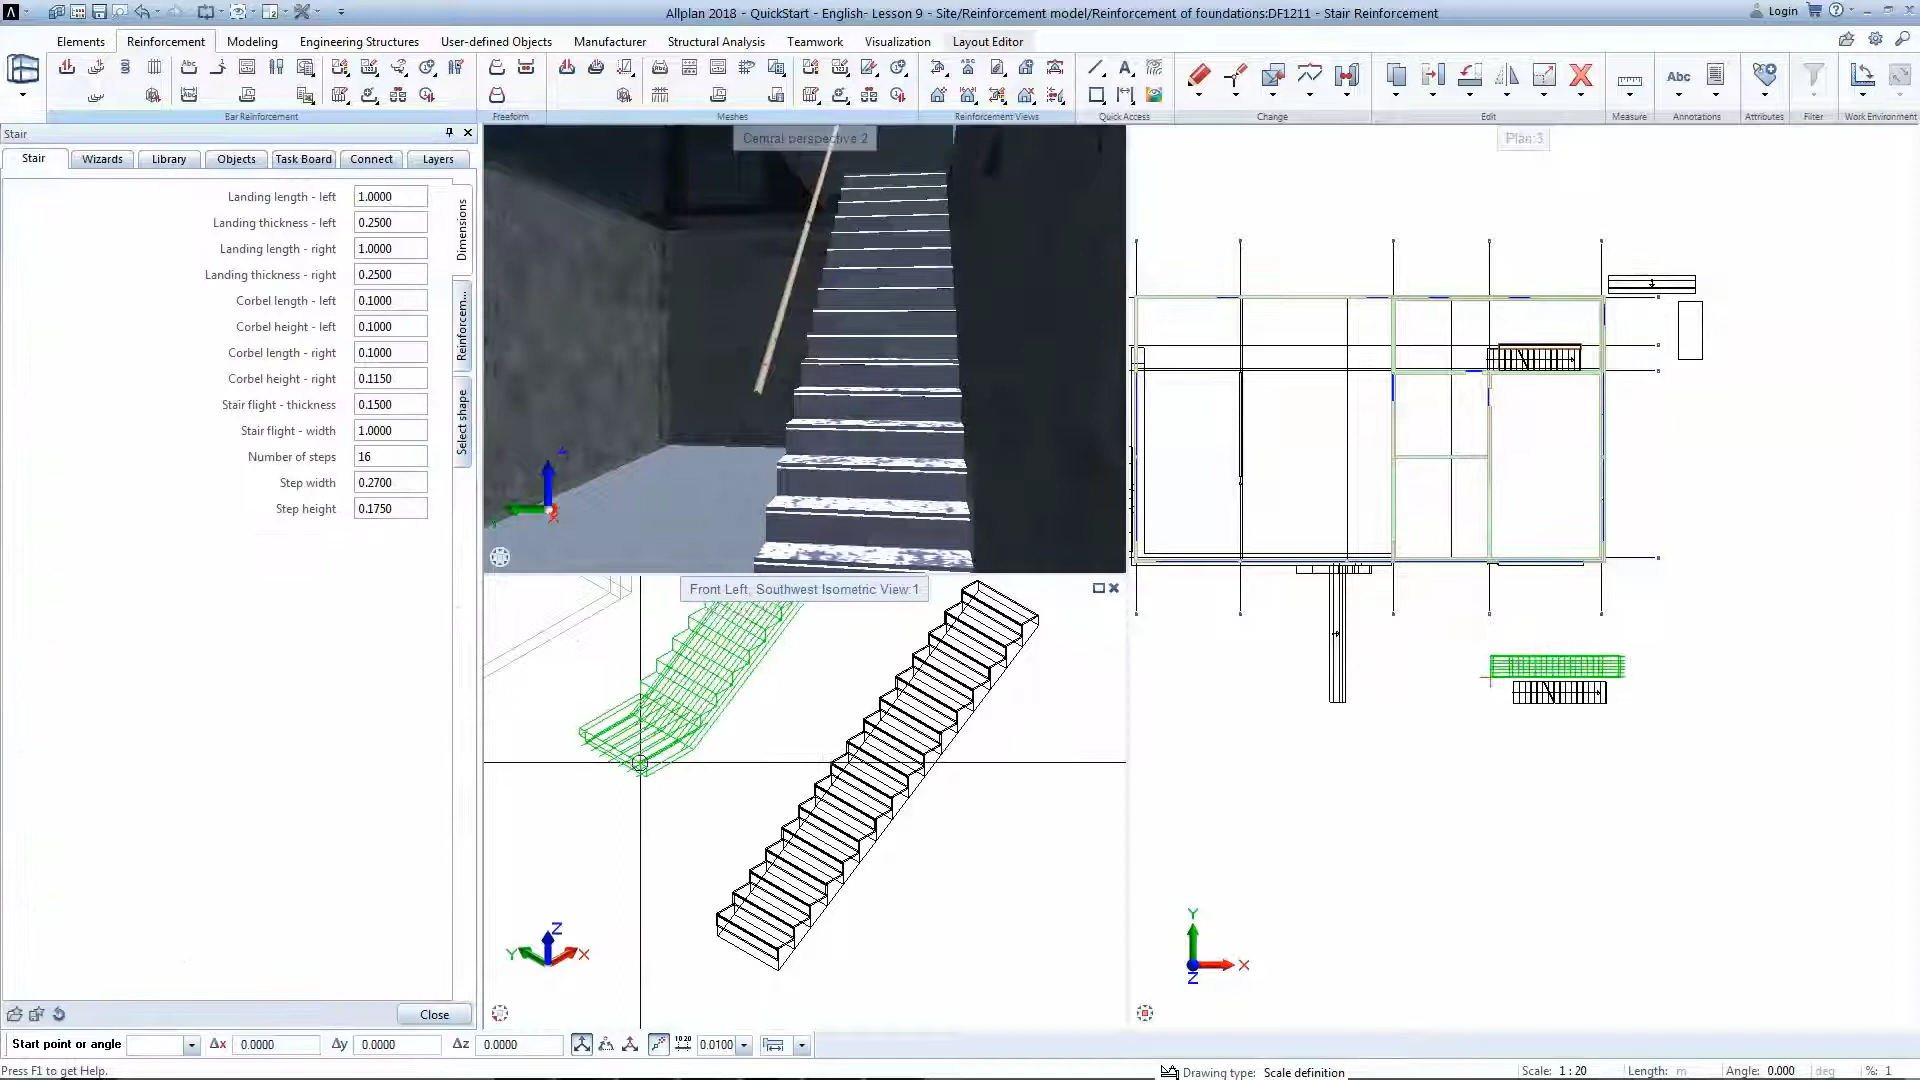 Allplan 2018 - QuickStart - English- Lesson 9 - Site/Reinforcement model/Reinforcement of foundations:DF1211 - Stair Reinforcement
Login
Elements Reinforcement Modeling Engineering Structures User-defined Objects Manufacturer Structural Analysis Teamwork Visualization Layout Editor
Bar Reinforcement Freeform Meshes Reinforcement Views Quick Access Change Edit Measure Annotations Attributes Filter Work Environment
Stair
Stair Wizards Library Objects Task Board Connect Layers
Landing length - left 1.0000
Landing thickness - left 0.2500
Landing length - right 1.0000
Landing thickness - right 0.2500
Corbel length - left 0.1000
Corbel height - left 0.1000
Corbel length - right 0.1000
Corbel height - right 0.1150
Stair flight - thickness 0.1500
Stair flight - width 1.0000
Number of steps 16
Step width 0.2700
Step height 0.1750
Dimensions
Reinforcem...
Select shape
Central perspective:2
Plan:3
Front Left, Southwest Isometric View:1
Z
Y X
Y
X
Z
Close
Start point or angle Δx 0.0000 Δy 0.0000 Δz 0.0000 0.0100
Press F1 to get Help.
Drawing type: Scale definition Scale: 1 : 20 Length: m Angle: 0.000 deg %: 1